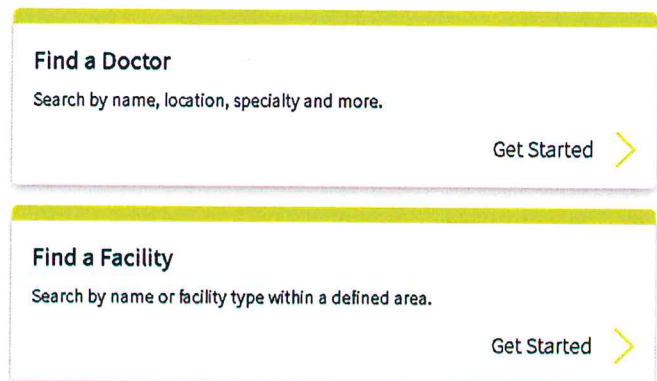 Find a Doctor
Search by name, location, specialty and more.
Get Started
Find a Facility
Search by name or facility type within a defined area.
Get Started